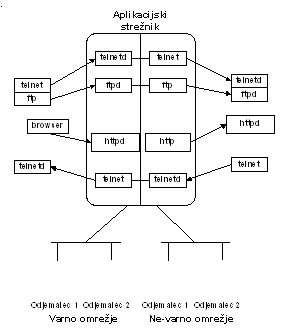 Aplikacijski
strežnik
telnetd telnet
telnet telnetd
ftp ftpd ftp ftpd
browser httpd
httpd http
telnetd telnet telnetd telnet
Odjemalec 1 Odjemalec 2 Odjemalec 1 Odjemalec 2
Varno omrežje Ne-varno omrežje